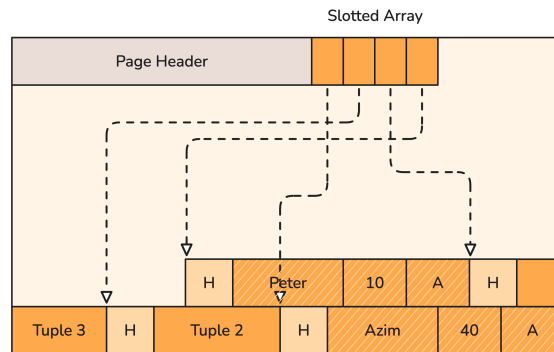 Slotted Array
Page Header
H Peter 10 A H
Tuple 3 H Tuple 2 H Azim 40 A